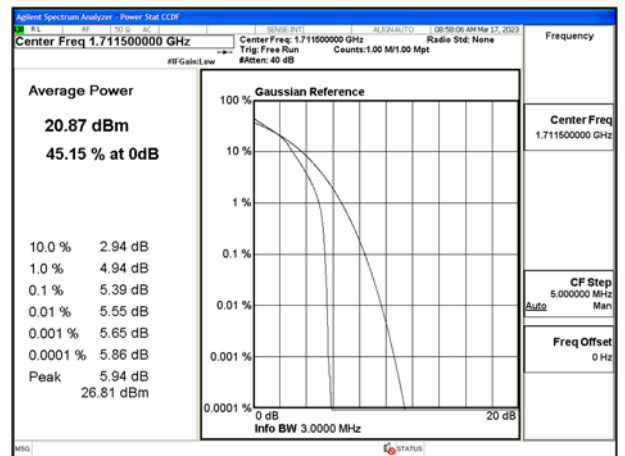 Agilent Spectrum Analyzer - Power Stat CCDF
RL RF 50 Ω AC SENSE:INT ALIGNAUTO 08:58:06 AM Mar 17, 2023
Center Freq 1.711500000 GHz
Center Freq: 1.711500000 GHz Radio Std: None
Trig: Free Run Counts:1.00 M/1.00 Mpt
#IFGain:Low #Atten: 40 dB
Frequency
Average Power
20.87 dBm
45.15 % at 0dB
10.0 % 2.94 dB
1.0 % 4.94 dB
0.1 % 5.39 dB
0.01 % 5.55 dB
0.001 % 5.65 dB
0.0001 % 5.86 dB
Peak 5.94 dB
26.81 dBm
Gaussian Reference
100 %
10 %
1 %
0.1 %
0.01 %
0.001 %
0.0001 %
0 dB 20 dB
Info BW 3.0000 MHz
Center Freq
1.711500000 GHz
CF Step
5.000000 MHz
Auto Man
Freq Offset
0 Hz
MSG STATUS